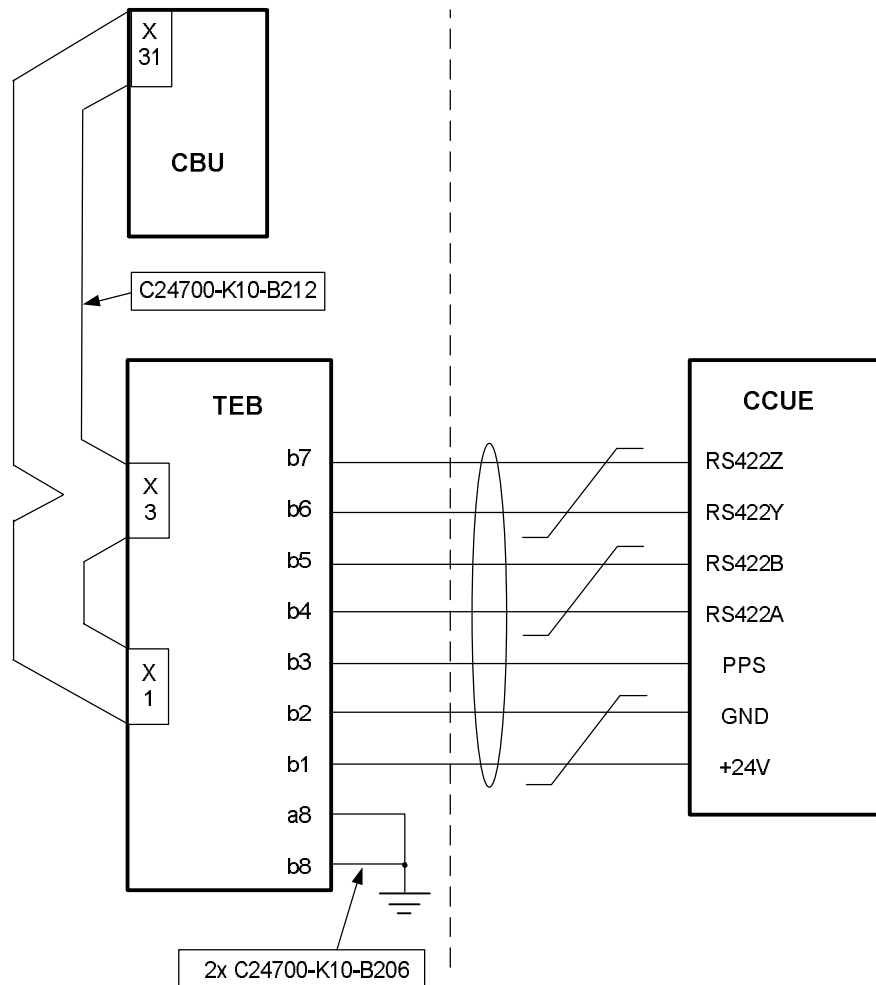 X
31
CBU
C24700-K10-B212
TEB
CCUE
b7
RS422Z
X
3
b6
RS422Y
b5
RS422B
b4
RS422A
X
1
b3
PPS
b2
GND
b1
+24V
a8
b8
2x C24700-K10-B206